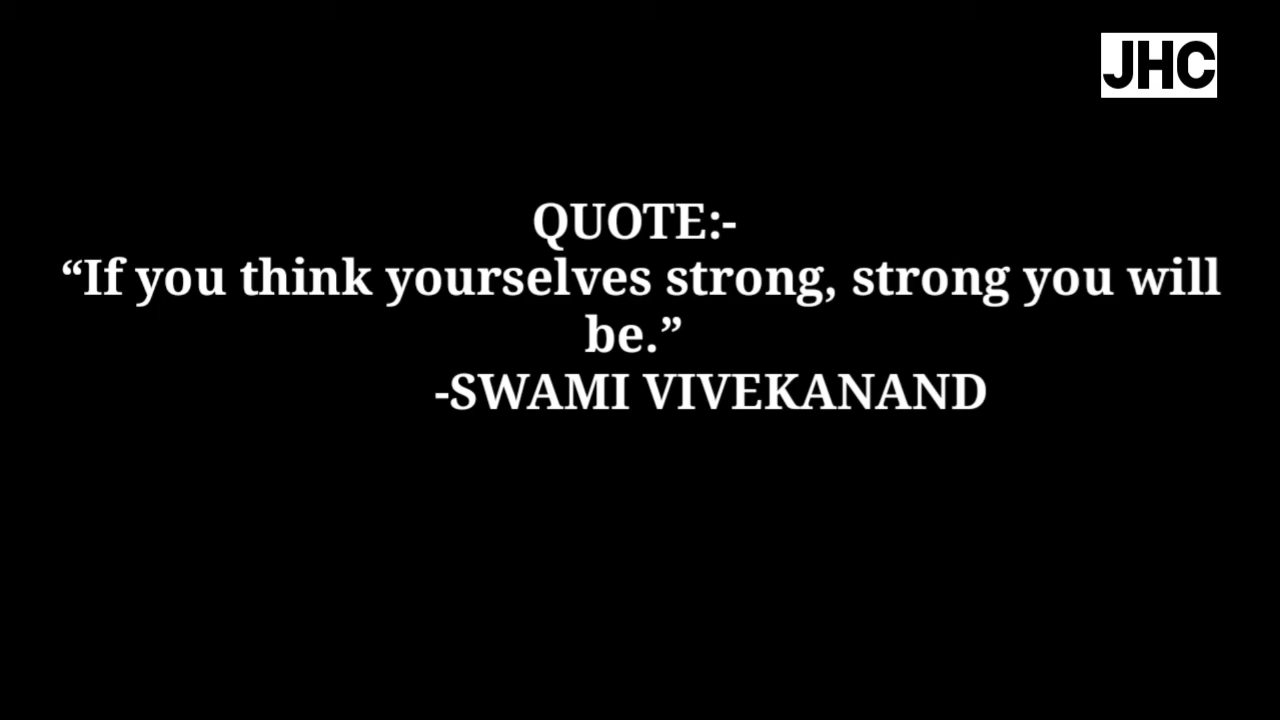 JHC
QUOTE:-
“If you think yourselves strong, strong you will
be.”
-SWAMI VIVEKANAND